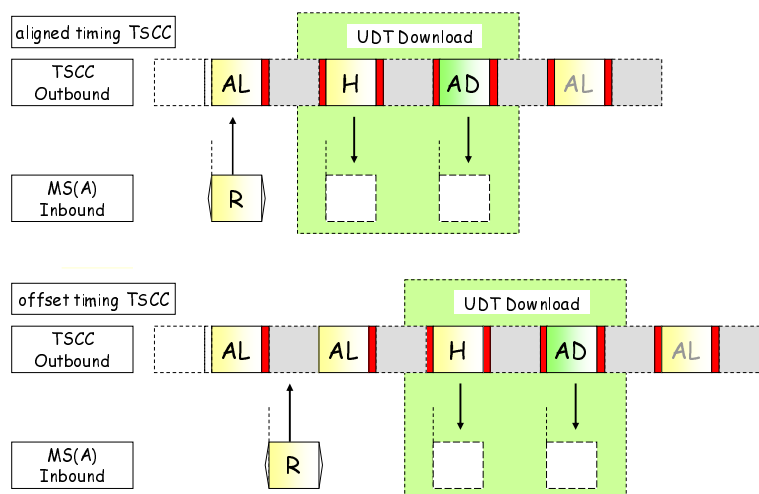 aligned timing TSCC
UDT Download
TSCC
Outbound
AL
H
AD
AL
MS(A)
Inbound
R
offset timing TSCC
UDT Download
TSCC
Outbound
AL
AL
H
AD
AL
MS(A)
Inbound
R